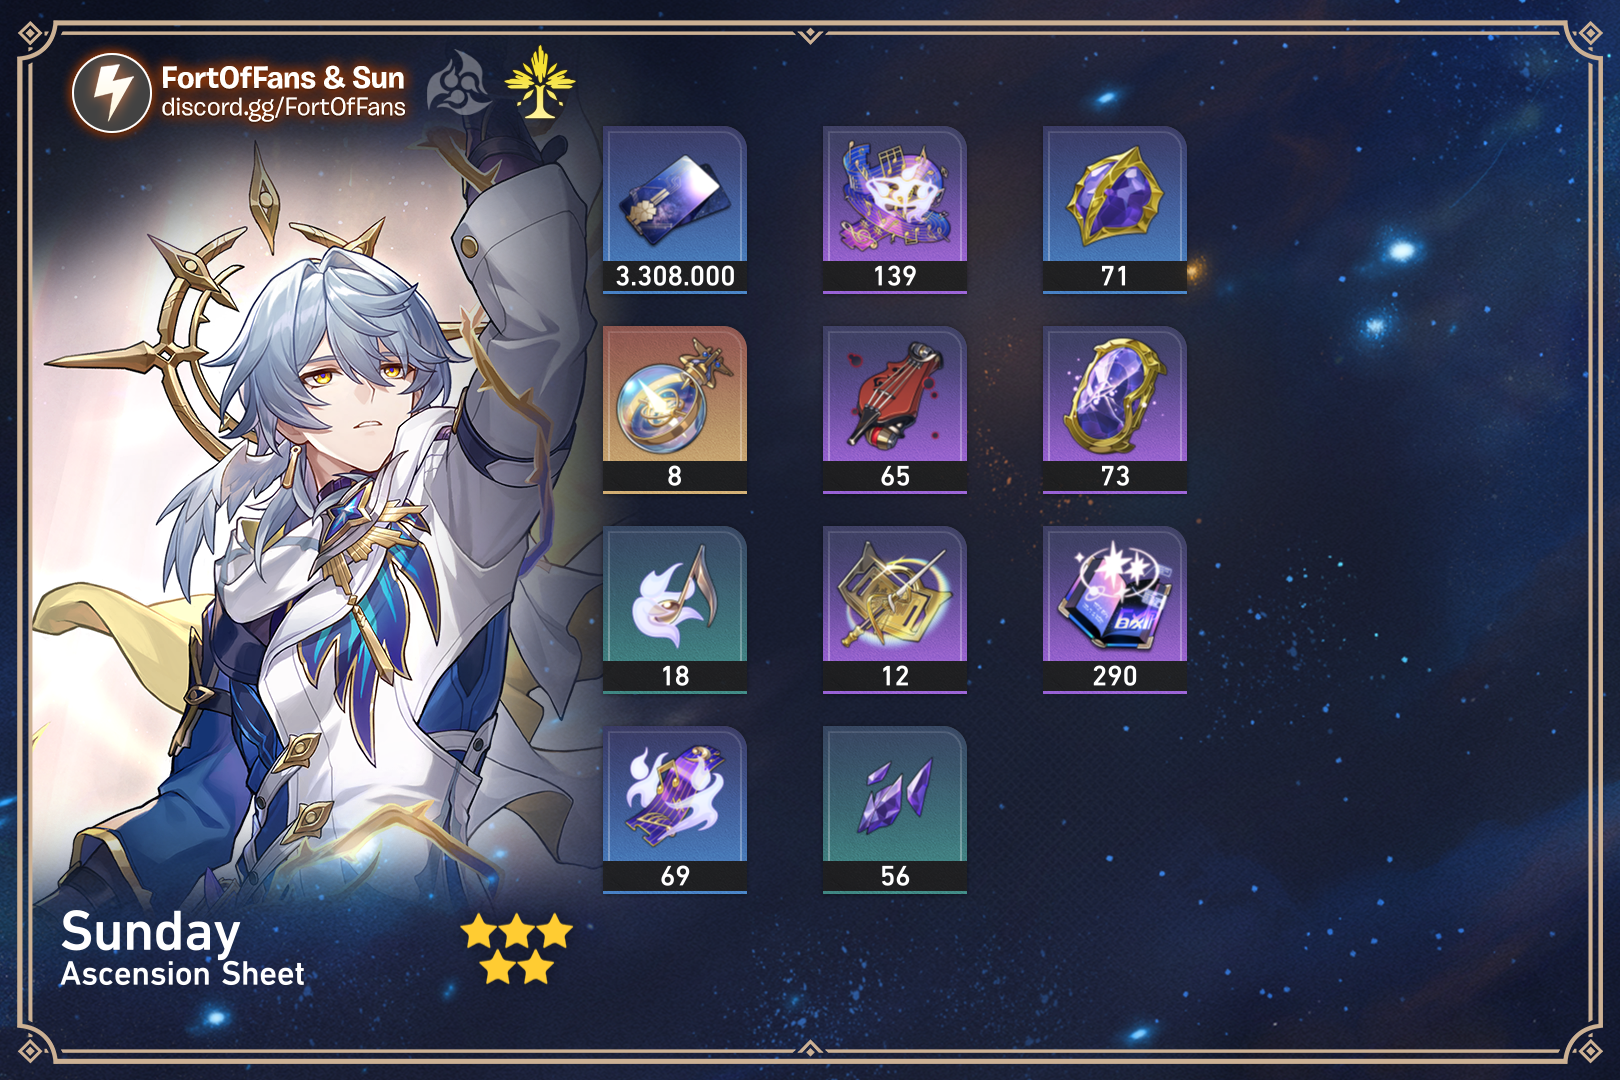 FortOfFans & Sun
discord.gg/FortOfFans
3.308.000
139
71
8
65
73
18
12
290
69
56
Sunday
Ascension Sheet